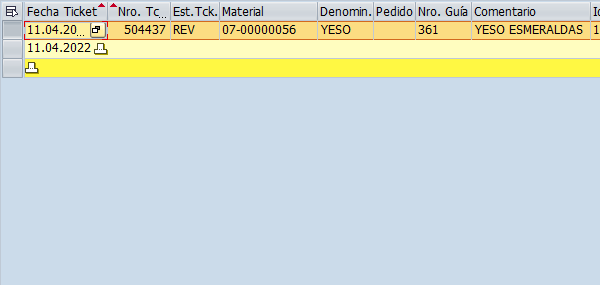 Fecha Ticket Nro. Tc... Est.Tck. Material Denomin. Pedido Nro. Guía Comentario Id
11.04.20... 504437 REV 07-00000056 YESO 361 YESO ESMERALDAS 1
11.04.2022